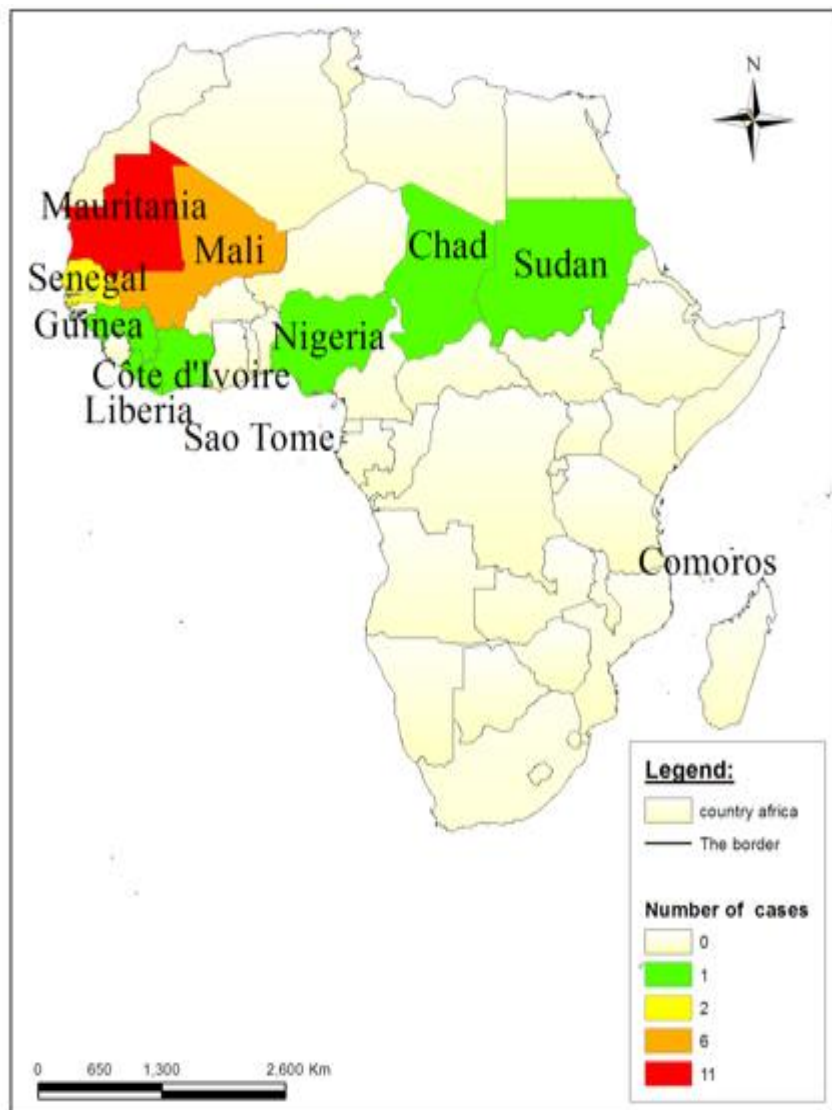 N
Mauritania
Mali
Chad
Sudan
Senegal
Guinea
Nigeria
Côte d'Ivoire
Liberia
Sao Tome
Comoros
Legend:
country africa
The border
Number of cases
0
1
2
6
11
0 650 1,300 2,600 Km